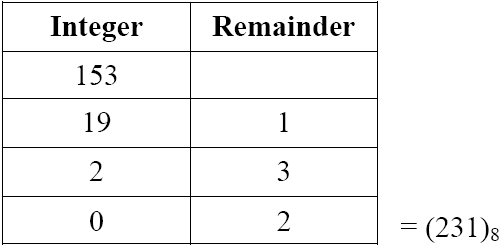 Integer Remainder
153
19 1
2 3
0 2 = (231)₈